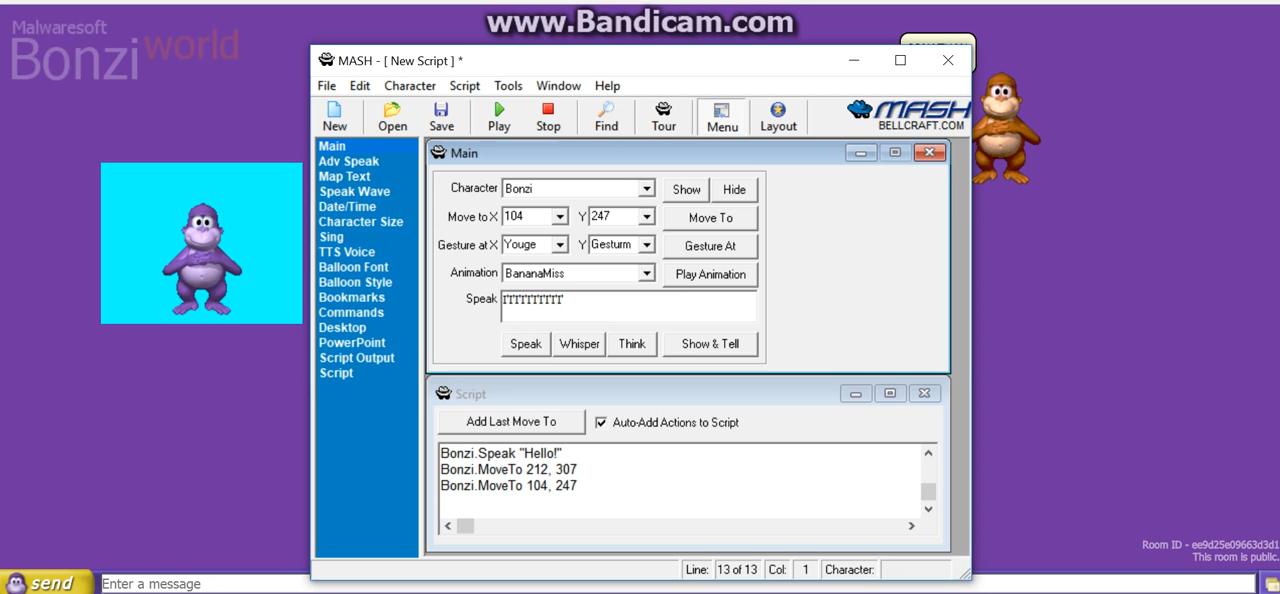 www.Bandicam.com
Malwaresoft
Bonzi world
MASH - [ New Script ] *
File Edit Character Script Tools Window Help
New Open Save Play Stop Find Tour Menu Layout
MASH
BELLCRAFT.COM
Main
Adv Speak
Map Text
Speak Wave
Date/Time
Character Size
Sing
TTS Voice
Balloon Font
Balloon Style
Bookmarks
Commands
Desktop
PowerPoint
Script Output
Script
Main
Character Bonzi Show Hide
Move to X 104 Y 247 Move To
Gesture at X Youge Y Gesturm Gesture At
Animation BananaMiss Play Animation
Speak
Speak Whisper Think Show & Tell
Script
Add Last Move To Auto-Add Actions to Script
Bonzi.Speak "Hello!"
Bonzi.MoveTo 212, 307
Bonzi.MoveTo 104, 247
Line: 13 of 13 Col: 1 Character:
Room ID - ee9d25e09663d3d1
This room is public.
send Enter a message